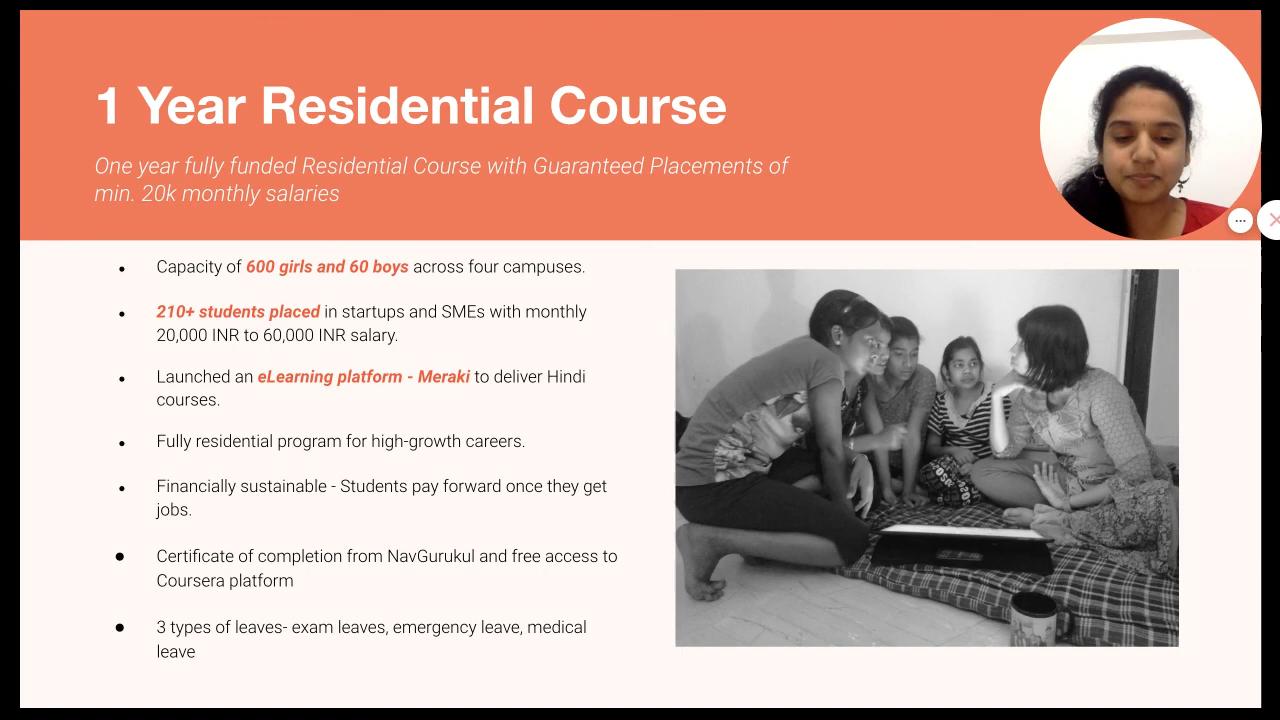 1 Year Residential Course
One year fully funded Residential Course with Guaranteed Placements of
min. 20k monthly salaries
Capacity of 600 girls and 60 boys across four campuses.
210+ students placed in startups and SMEs with monthly
20,000 INR to 60,000 INR salary.
Launched an eLearning platform - Meraki to deliver Hindi
courses.
Fully residential program for high-growth careers.
Financially sustainable - Students pay forward once they get
jobs.
Certificate of completion from NavGurukul and free access to
Coursera platform
3 types of leaves- exam leaves, emergency leave, medical
leave